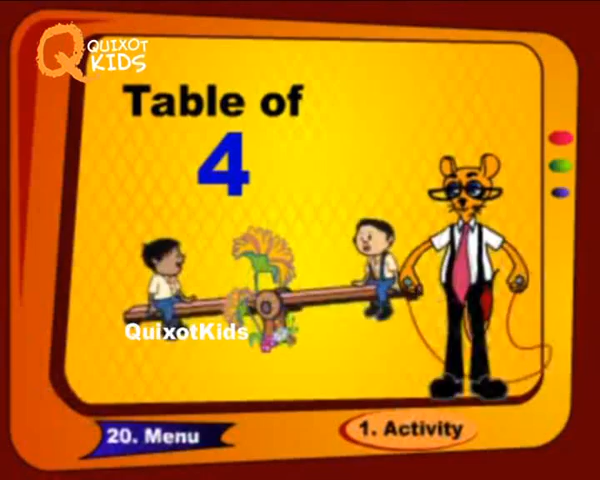 QUIXOT
KIDS
Table of
4
QuixotKids
20. Menu
1. Activity